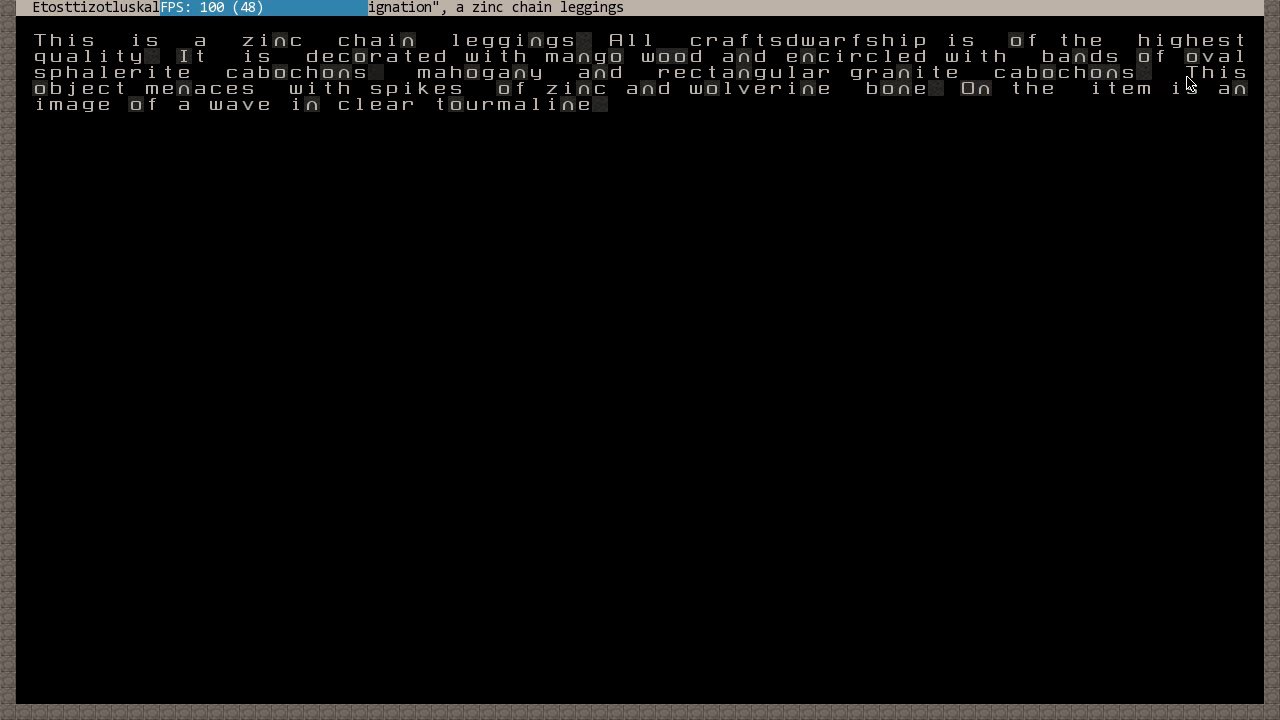 Etosttizotluskal FPS: 100 (48) ignation", a zinc chain leggings
This is a zinc chain leggings. All craftsdwarfship is of the highest
quality. It is decorated with mango wood and encircled with bands of oval
sphalerite cabochons, mahogany and rectangular granite cabochons. This
object menaces with spikes of zinc and wolverine bone. On the item is an
image of a wave in clear tourmaline.